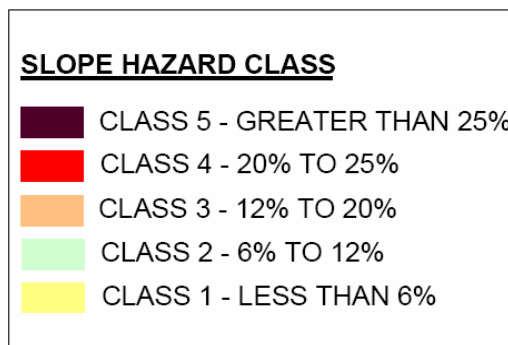 SLOPE HAZARD CLASS
CLASS 5 - GREATER THAN 25%
CLASS 4 - 20% TO 25%
CLASS 3 - 12% TO 20%
CLASS 2 - 6% TO 12%
CLASS 1 - LESS THAN 6%